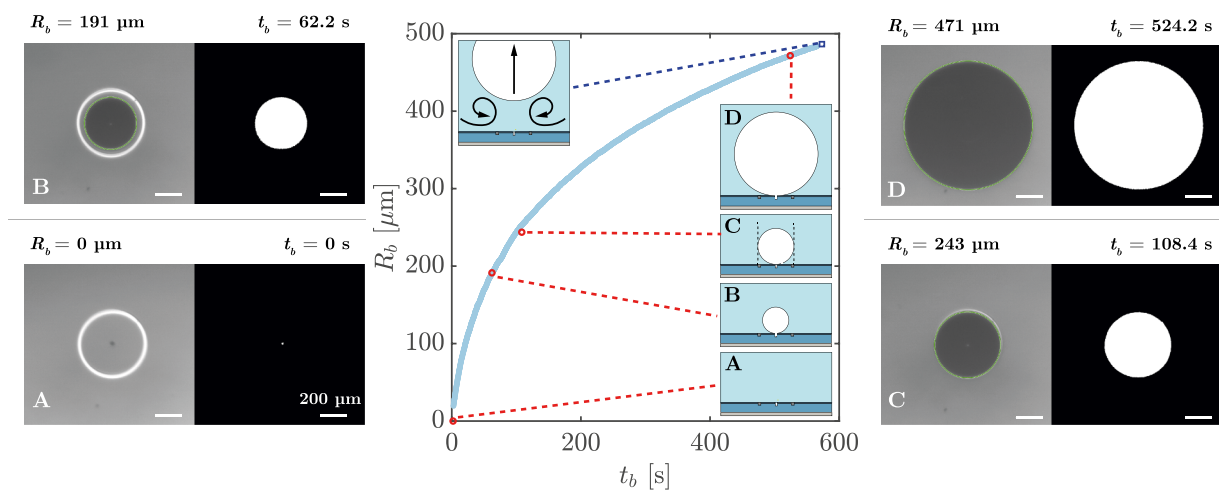 R_b = 191 µm t_b = 62.2 s
B
R_b = 0 µm t_b = 0 s
A
200 µm
500
400
300
200
100
0
R_b [µm]
0 200 400 600
t_b [s]
D
C
B
A
R_b = 471 µm t_b = 524.2 s
D
R_b = 243 µm t_b = 108.4 s
C